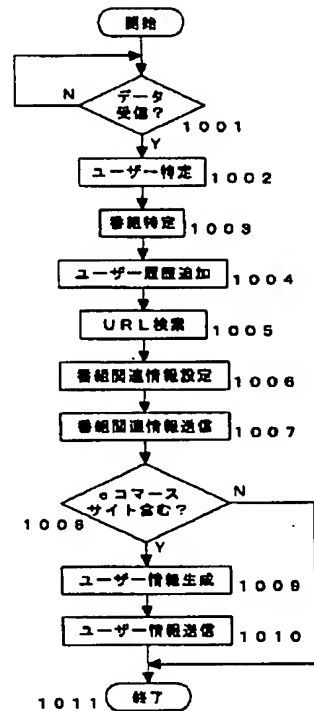 開始
N
データ
受信?
1001
Y
ユーザー特定
1002
番組特定
1003
ユーザー履歴追加
1004
URL検索
1005
番組関連情報設定
1006
番組関連情報送信
1007
eコマース
サイト含む?
N
1008
Y
ユーザー情報生成
1009
ユーザー情報送信
1010
1011
終了